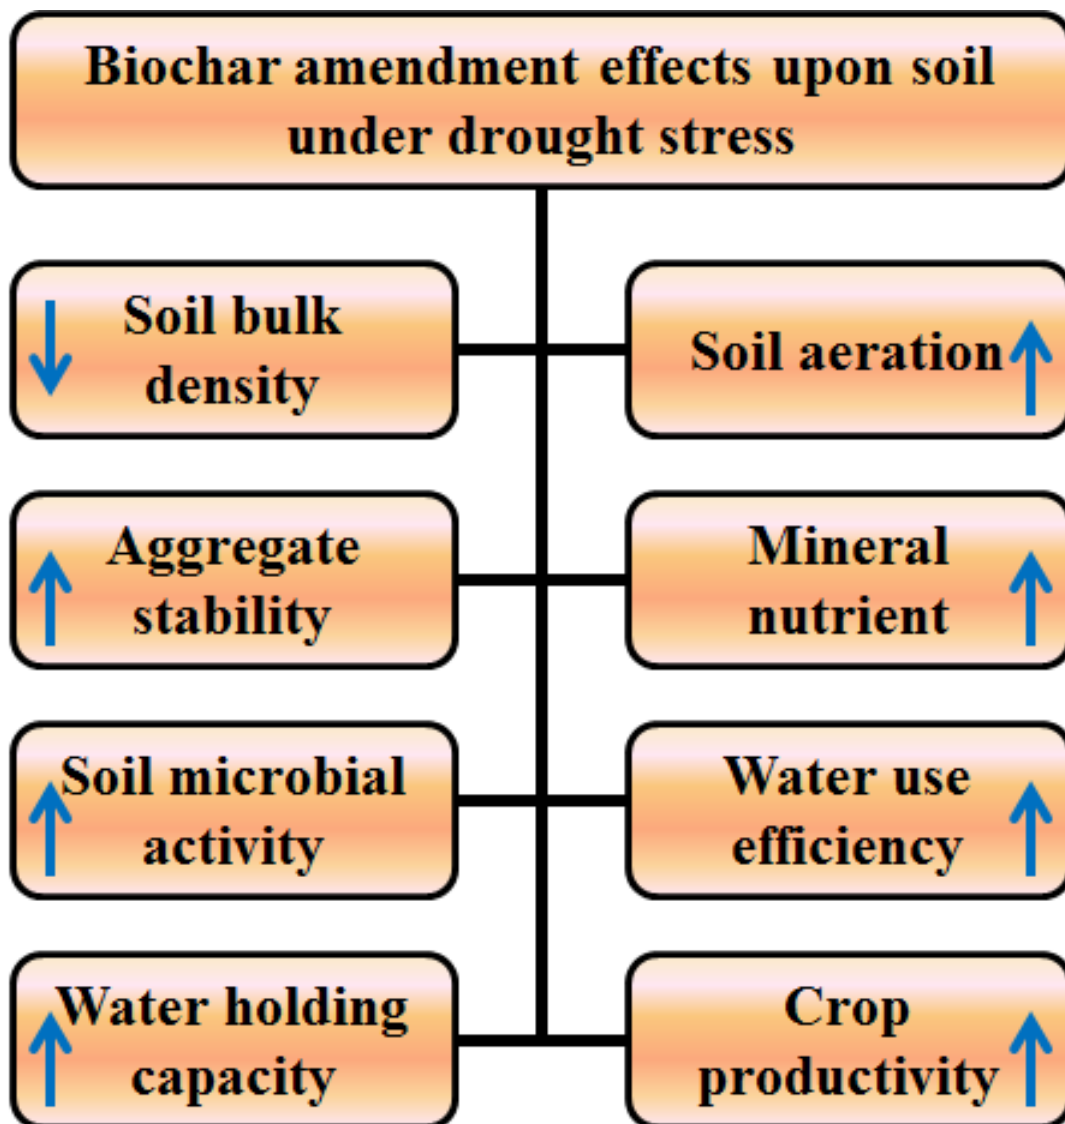 Biochar amendment effects upon soil
under drought stress
Soil bulk
density
Soil aeration
Aggregate
stability
Mineral
nutrient
Soil microbial
activity
Water use
efficiency
Water holding
capacity
Crop
productivity